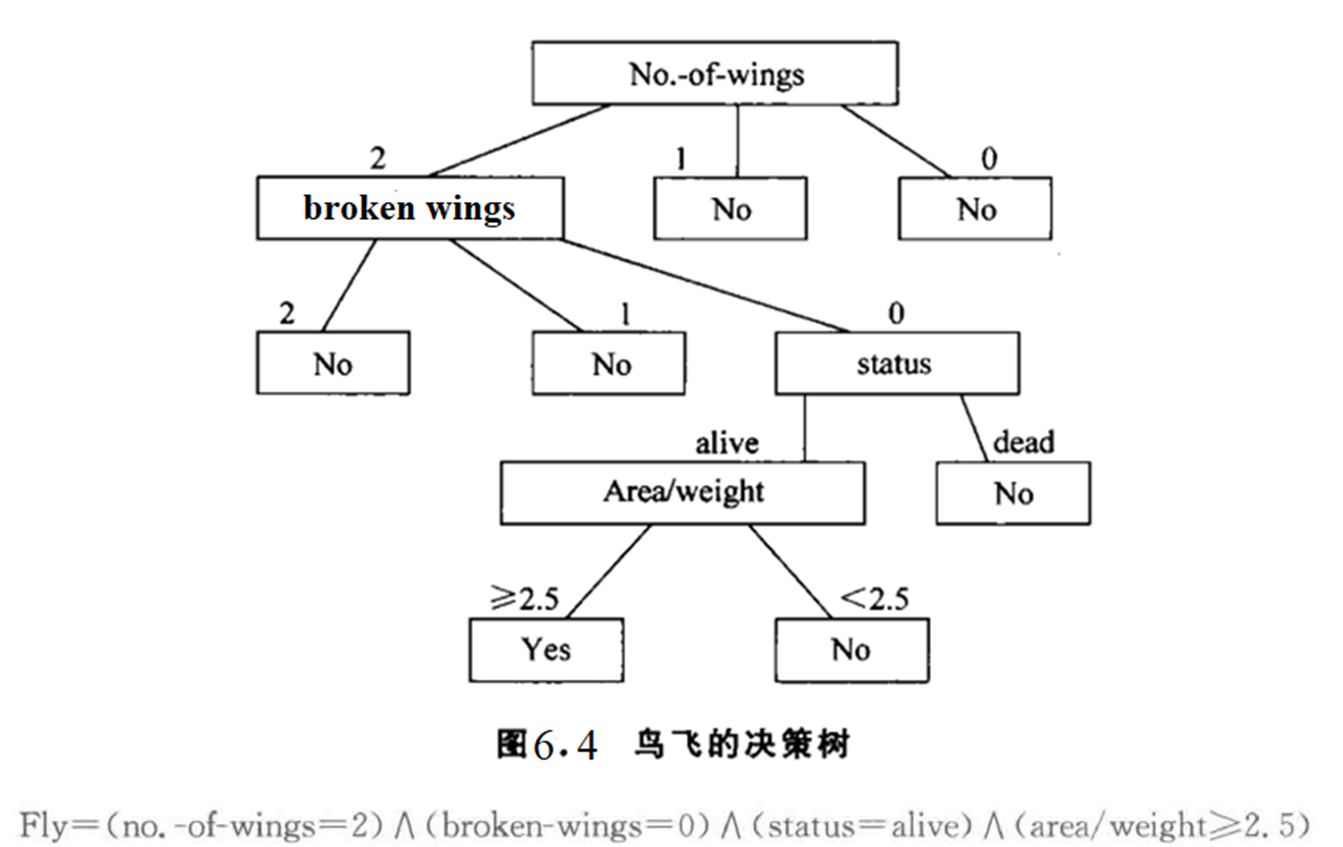 No.-of-wings
2 1 0
broken wings No No
2 1 0
No No status
alive dead
Area/weight No
≥2.5 <2.5
Yes No
图6.4 鸟飞的决策树
Fly=(no.-of-wings=2)∧(broken-wings=0)∧(status=alive)∧(area/weight≥2.5)